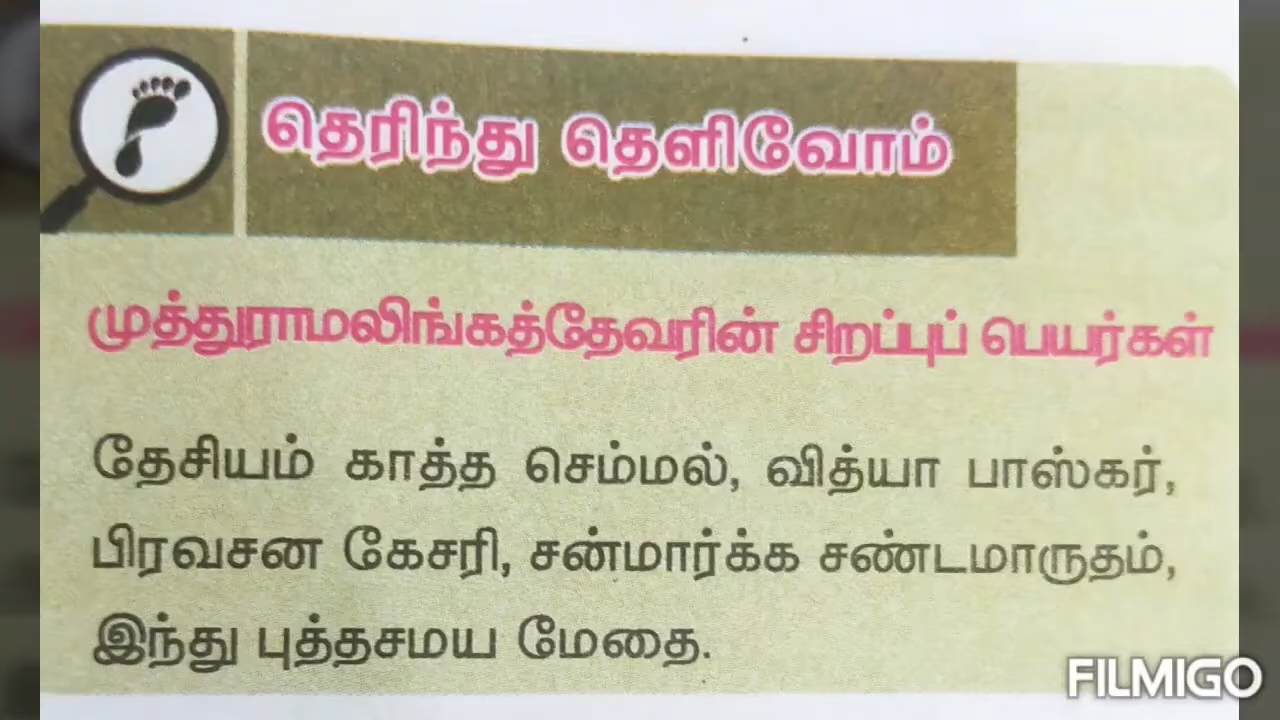 தெரிந்து தெளிவோம்
முத்துராமலிங்கத்தேவரின் சிறப்புப் பெயர்கள்
தேசியம் காத்த செம்மல், வித்யா பாஸ்கர்,
பிரவசன கேசரி, சன்மார்க்க சண்டமாருதம்,
இந்து புத்தசமய மேதை.
FILMIGO